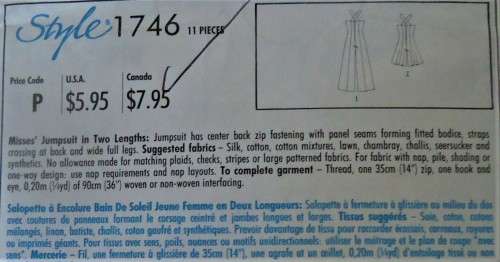 Style 1746 11 PIECES
Price Code U.S.A. Canada
P $5.95 $7.95
1 2
Misses' Jumpsuit in Two Lengths: Jumpsuit has center back zip fastening with panel seams forming fitted bodice, straps
crossing at back and wide full legs. Suggested fabrics – Silk, cotton, cotton mixtures, lawn, chambray, challis, seersucker and
synthetics. No allowance made for matching plaids, checks, stripes or large patterned fabrics. For fabric with nap, pile, shading or
one-way design: use nap requirements and nap layouts. To complete garment – Thread, one 35cm (14") zip, one hook and
eye, 0,20m (¼yd) of 90cm (36") woven or non-woven interfacing.
Salopette à Encolure Bain De Soleil Jeune Femme en Deux Longueurs: Salopette à fermeture à glissière au milieu du dos
avec coutures de panneaux formant le corsage ceintré et jambes longues et larges. Tissus suggérés – Soie, coton, cotons
mélangés, linon, batiste, challis, coton gaufré et synthétiques. Prévoir davantage de tissu pour raccorder écossais, carreaux, rayures
ou imprimés géants. Pour tissus avec sens, poils, nuances ou motifs unidirectionnels: utiliser le métrage et le plan de coupe "avec
sens". Mercerie – Fil, une fermeture à glissière de 35cm (14"), une agrafe et un œillet, 0,20m (¼yd) d'entoilage tissé ou non